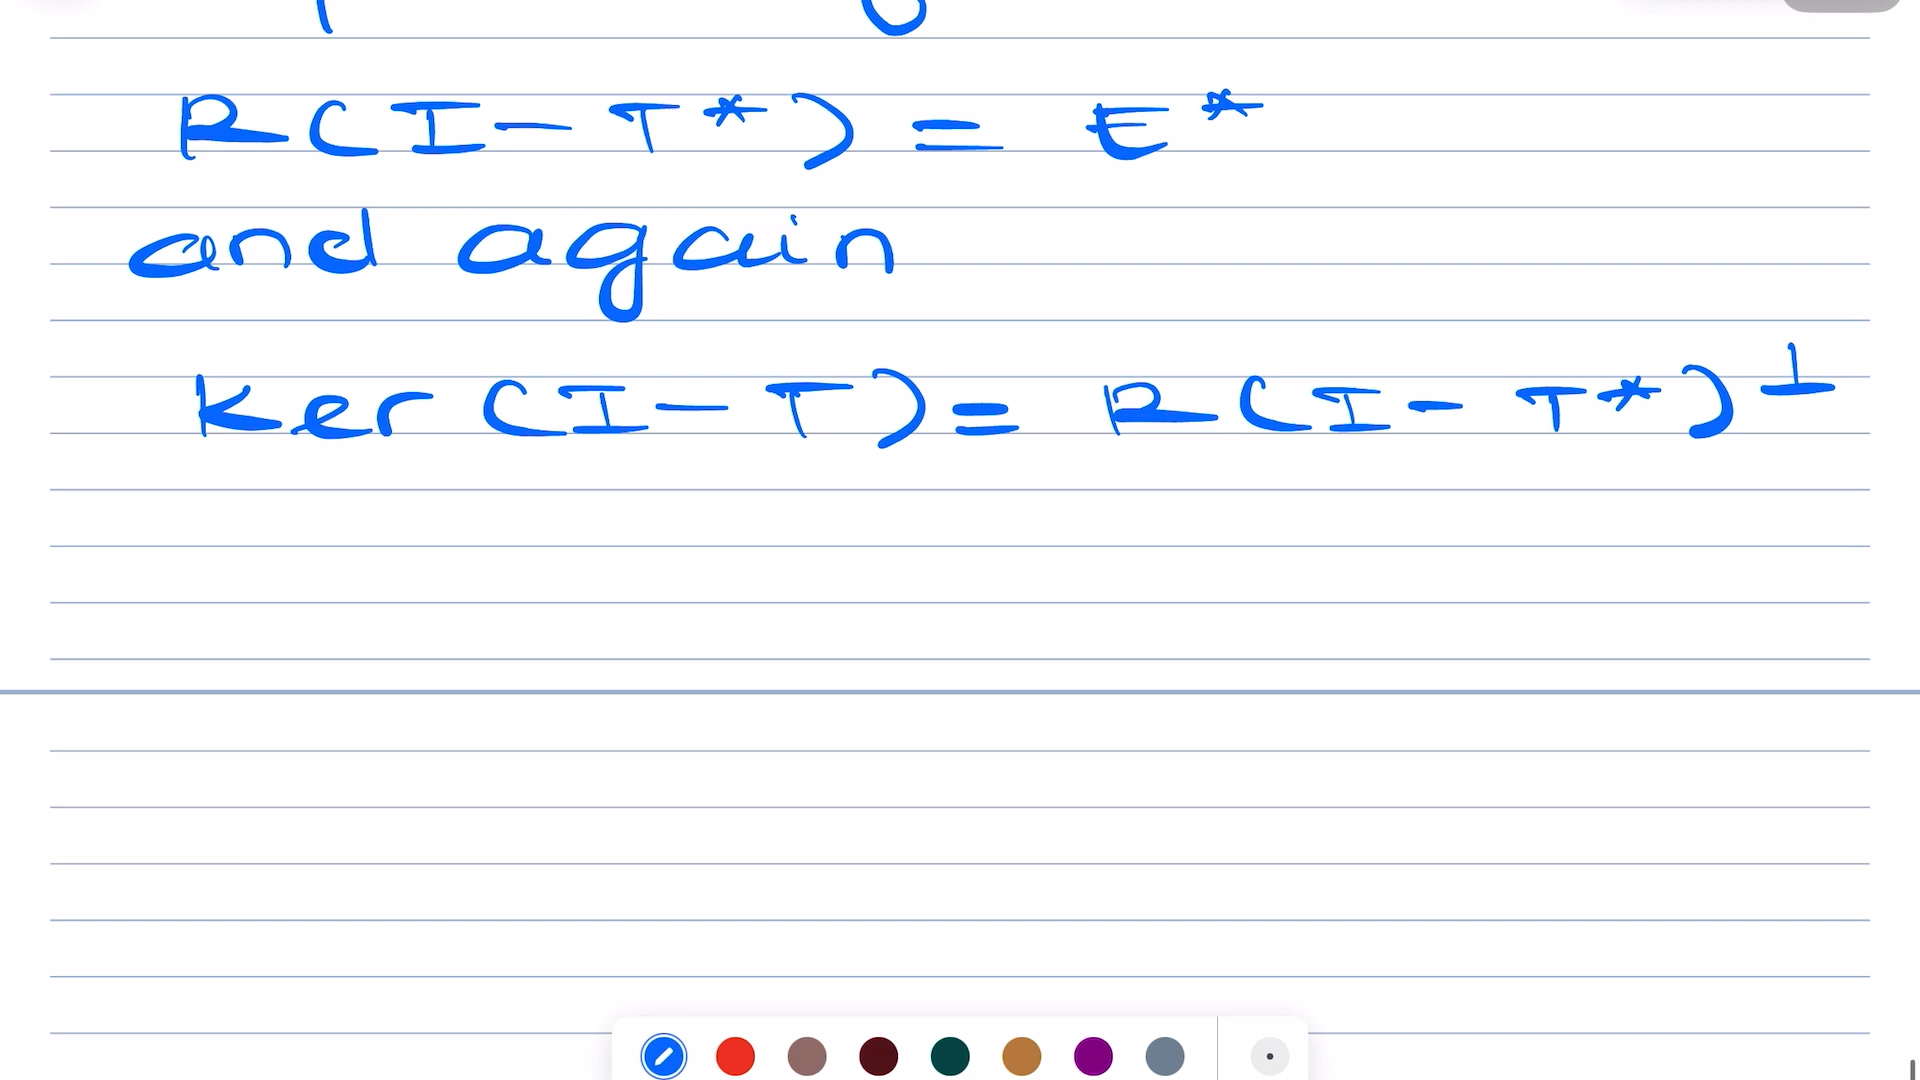 R(I - T*) = E*
and again
Ker(I - T) = R(I - T*)⊥